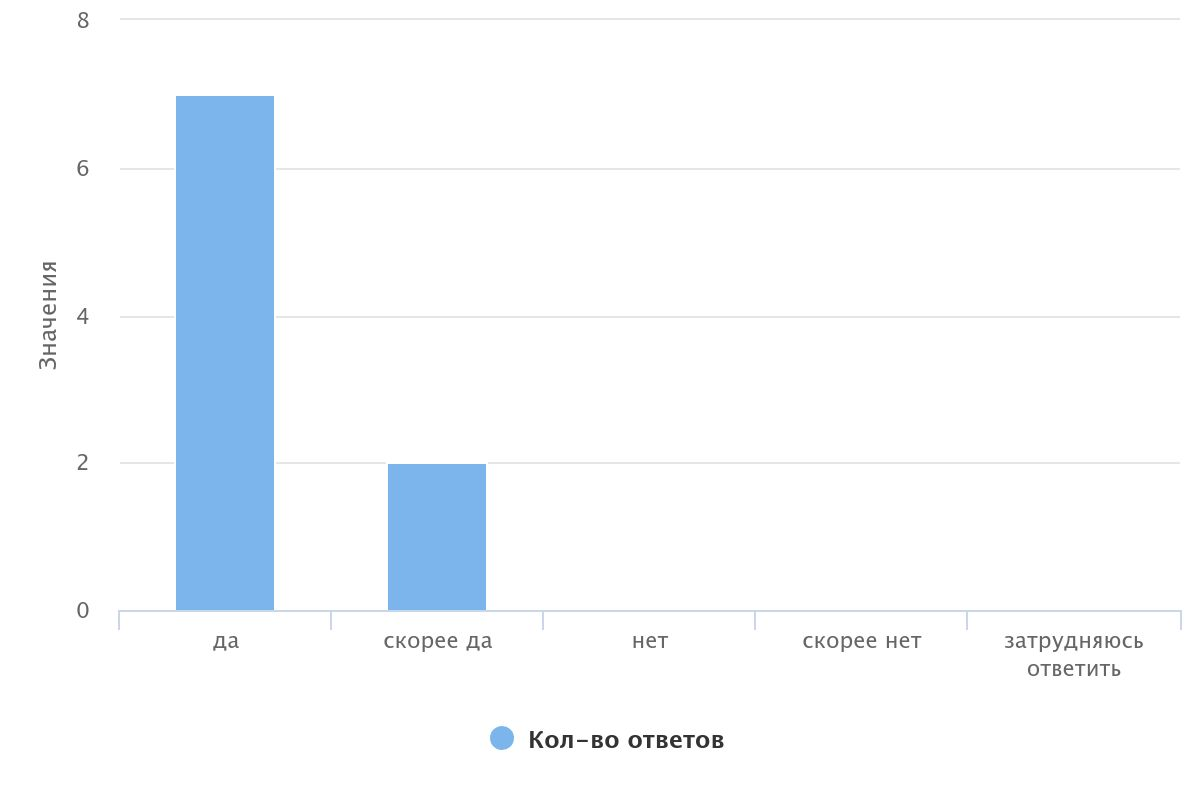 8
6
4
2
0
Значения
да
скорее да
нет
скорее нет
затрудняюсь
ответить
Кол-во ответов